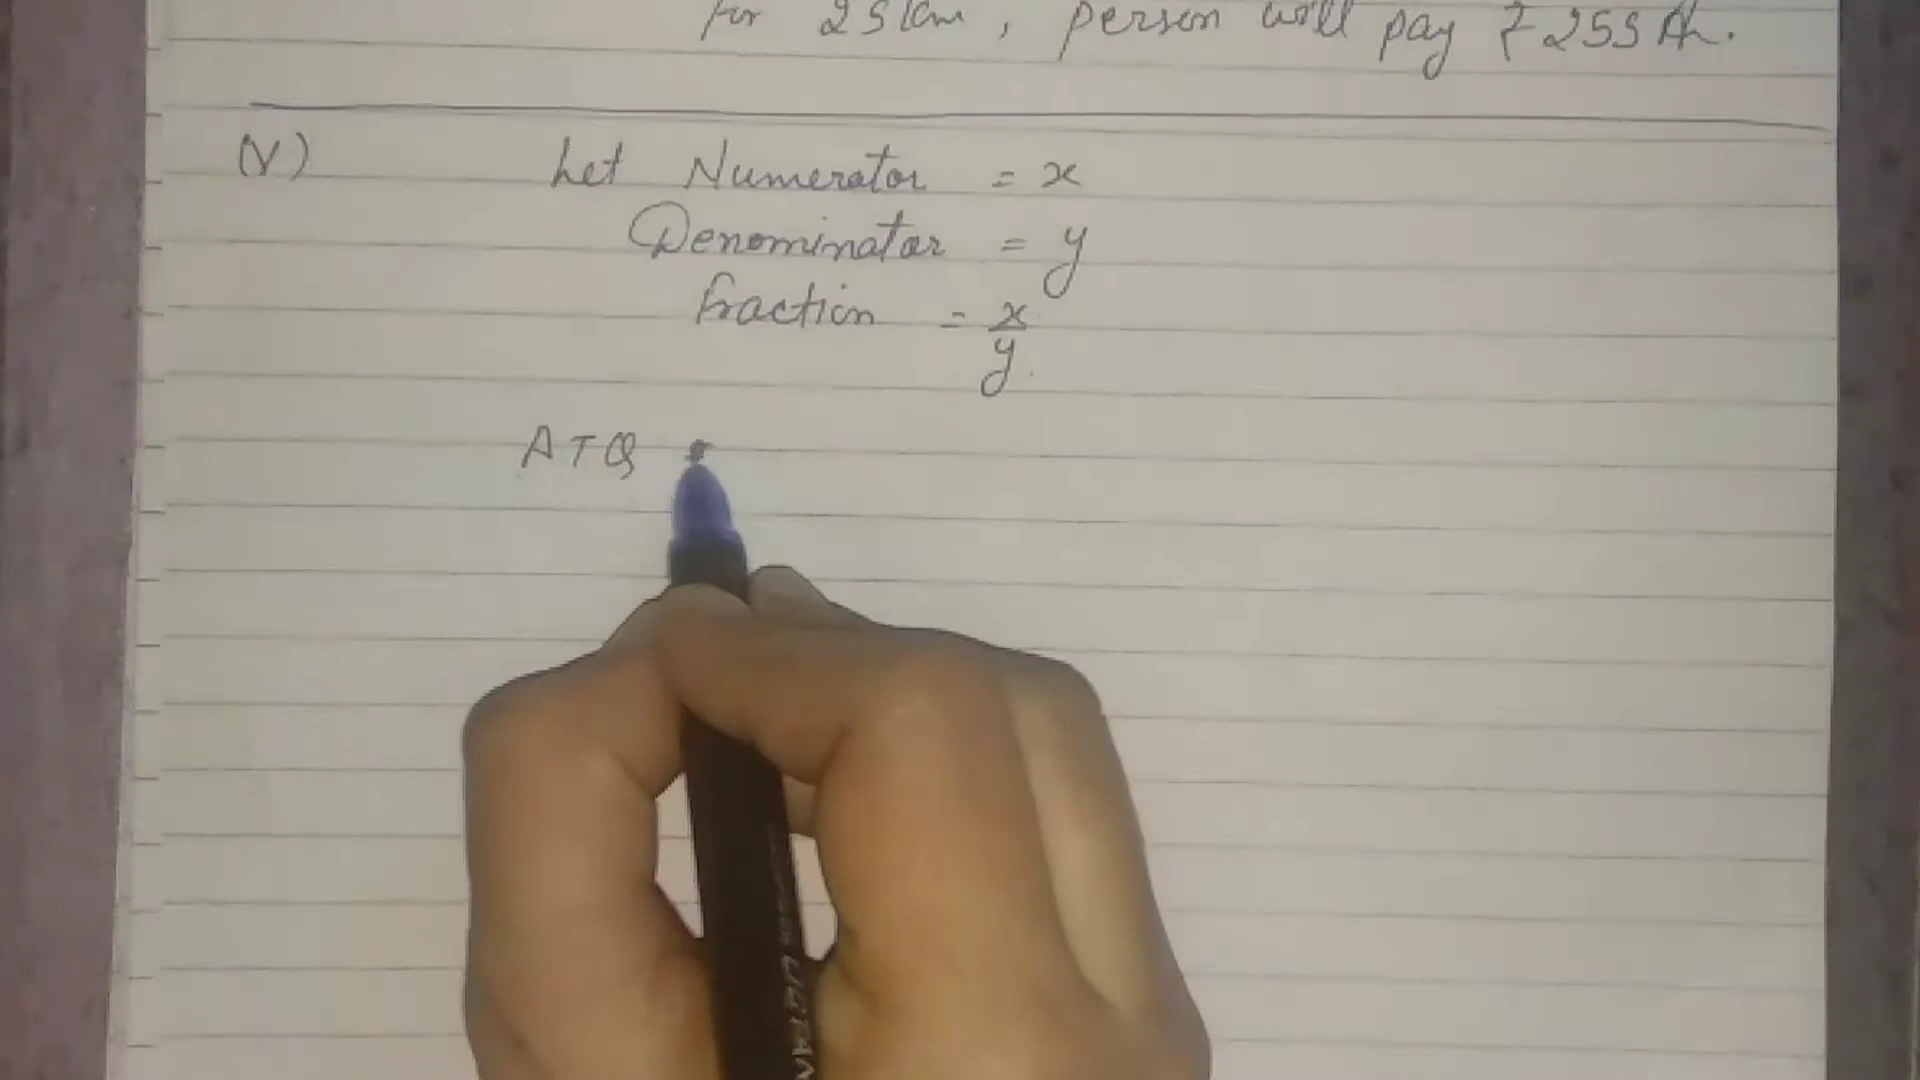 for 25 km, person will pay ₹ 255 Ans.
(V) Let Numerator = x
Denominator = y
fraction = x/y
ATQ